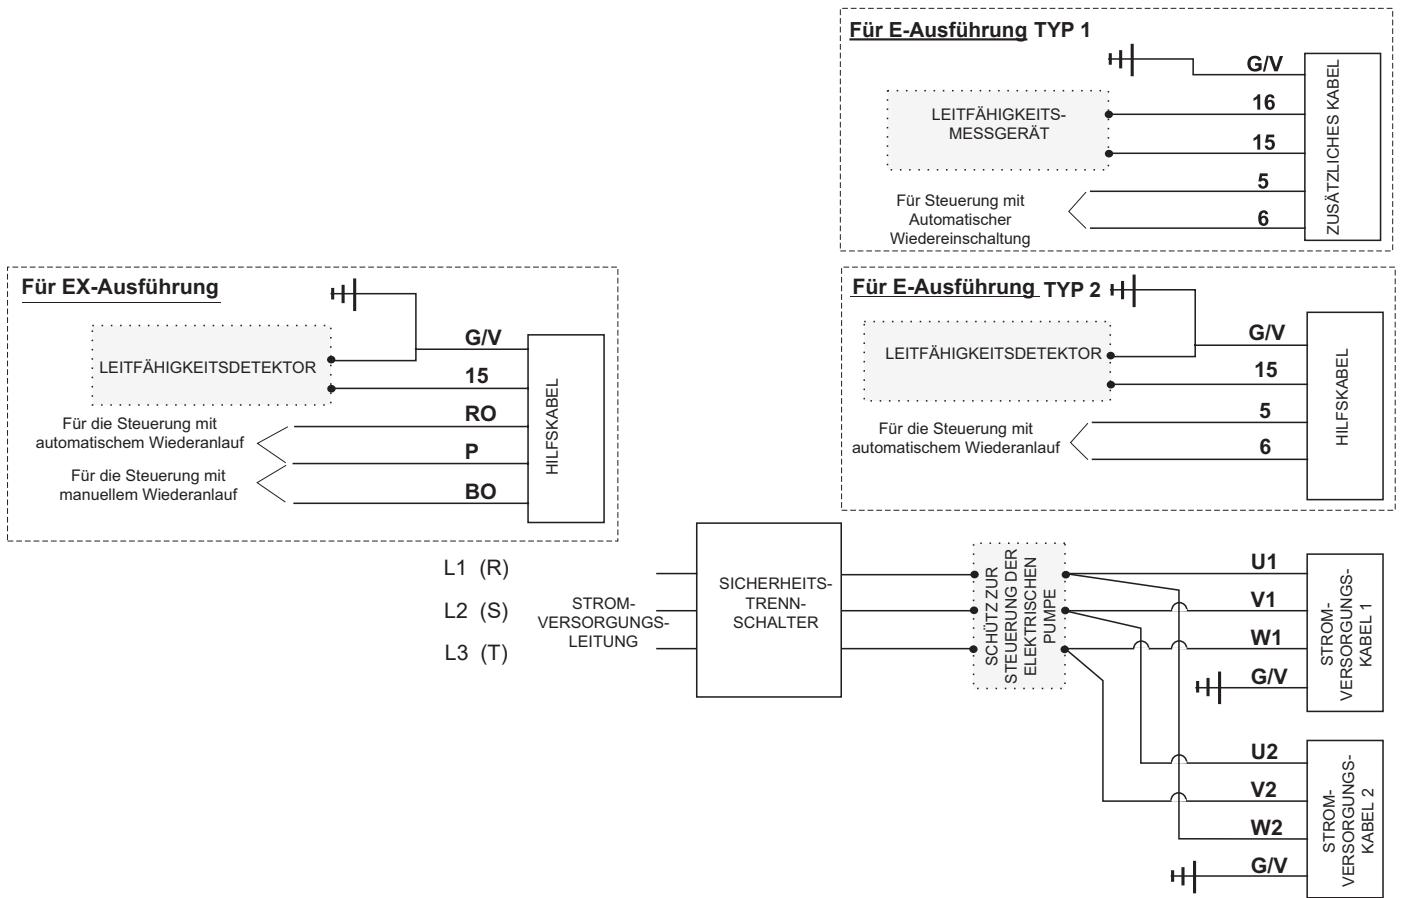 Für E-Ausführung TYP 1
G/V
16
15
5
6
LEITFÄHIGKEITS-
MESSGERÄT
Für Steuerung mit
Automatischer
Wiedereinschaltung
ZUSÄTZLICHES KABEL
Für EX-Ausführung
G/V
15
RO
P
BO
LEITFÄHIGKEITSDETEKTOR
Für die Steuerung mit
automatischem Wiederanlauf
Für die Steuerung mit
manuellem Wiederanlauf
HILFSKABEL
Für E-Ausführung TYP 2
G/V
15
5
6
LEITFÄHIGKEITSDETEKTOR
Für die Steuerung mit
automatischem Wiederanlauf
HILFSKABEL
L1 (R)
L2 (S)
L3 (T)
STROM-
VERSORGUNGS-
LEITUNG
SICHERHEITS-
TRENN-
SCHALTER
SCHÜTZ ZUR
STEUERUNG DER
ELEKTRISCHEN
PUMPE
U1
V1
W1
G/V
STROM-
VERSORGUNGS-
KABEL 1
U2
V2
W2
G/V
STROM-
VERSORGUNGS-
KABEL 2